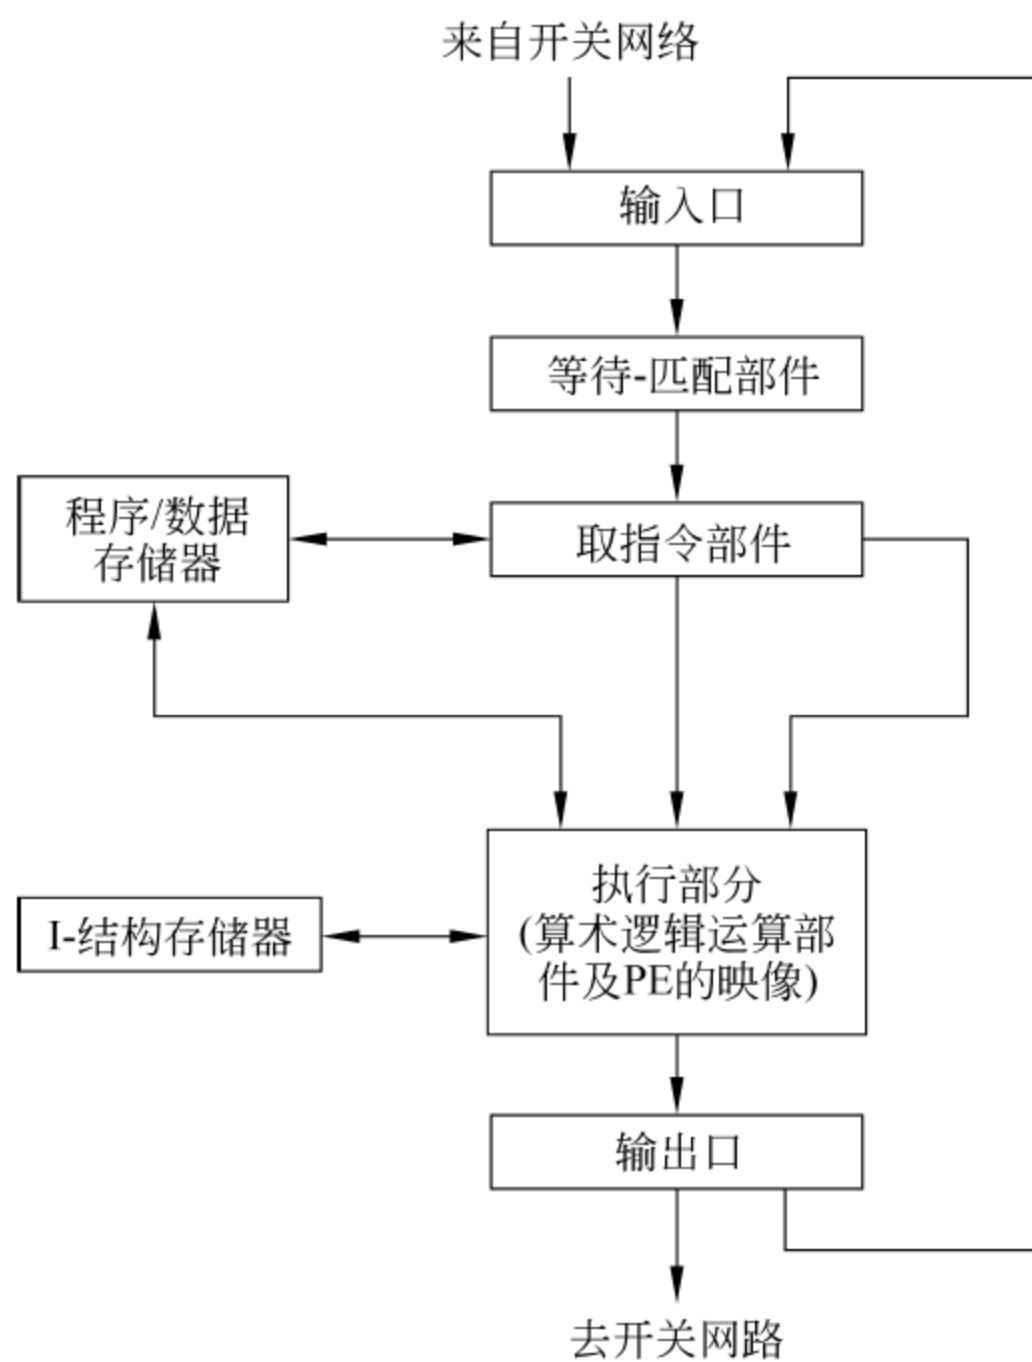 来自开关网络
输入口
等待-匹配部件
程序/数据
存储器
取指令部件
执行部分
(算术逻辑运算部
件及PE的映像)
I-结构存储器
输出口
去开关网路